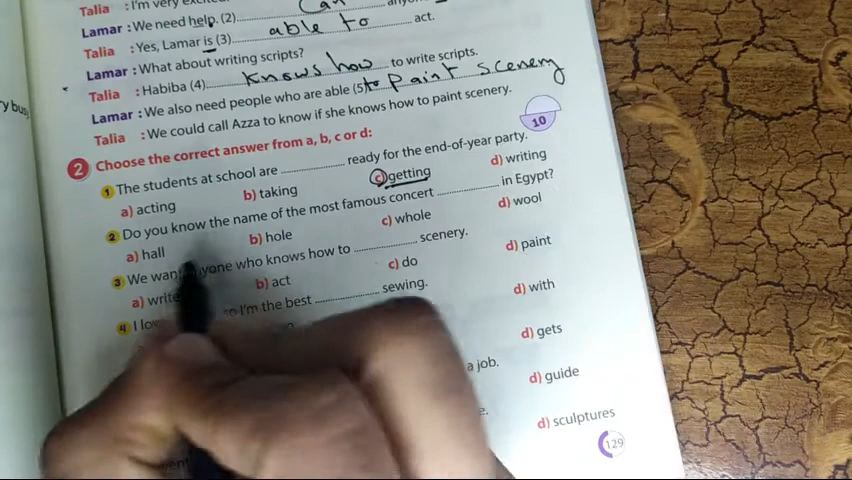 Talia : I'm very
Can
Lamar : We need help. (2)
Talia : Yes, Lamar is (3) able to act.
Lamar : What about writing scripts?
Talia : Habiba (4) knows how to write scripts.
Lamar : We also need people who are able (5) to paint scenery
Talia : We could call Azza to know if she knows how to paint scenery.
10
2 Choose the correct answer from a, b, c or d:
1 The students at school are ready for the end-of-year party.
a) acting b) taking c) getting d) writing
2 Do you know the name of the most famous concert in Egypt?
a) hall b) hole c) whole d) wool
3 We want anyone who knows how to scenery.
a) write b) act c) do d) paint
4 I so I'm the best sewing.
d) with
d) gets
a job.
d) guide
d) sculptures
129